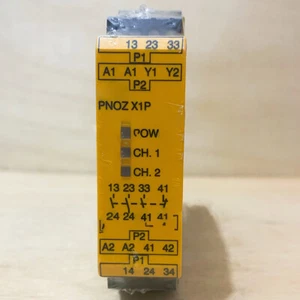 13 23 33
P1
A1 A1 Y1 Y2
P2
PNOZ X1P
POW
CH. 1
CH. 2
13 23 33 41
24 24 41 41
P2
A2 A2 41 42
P1
14 24 34